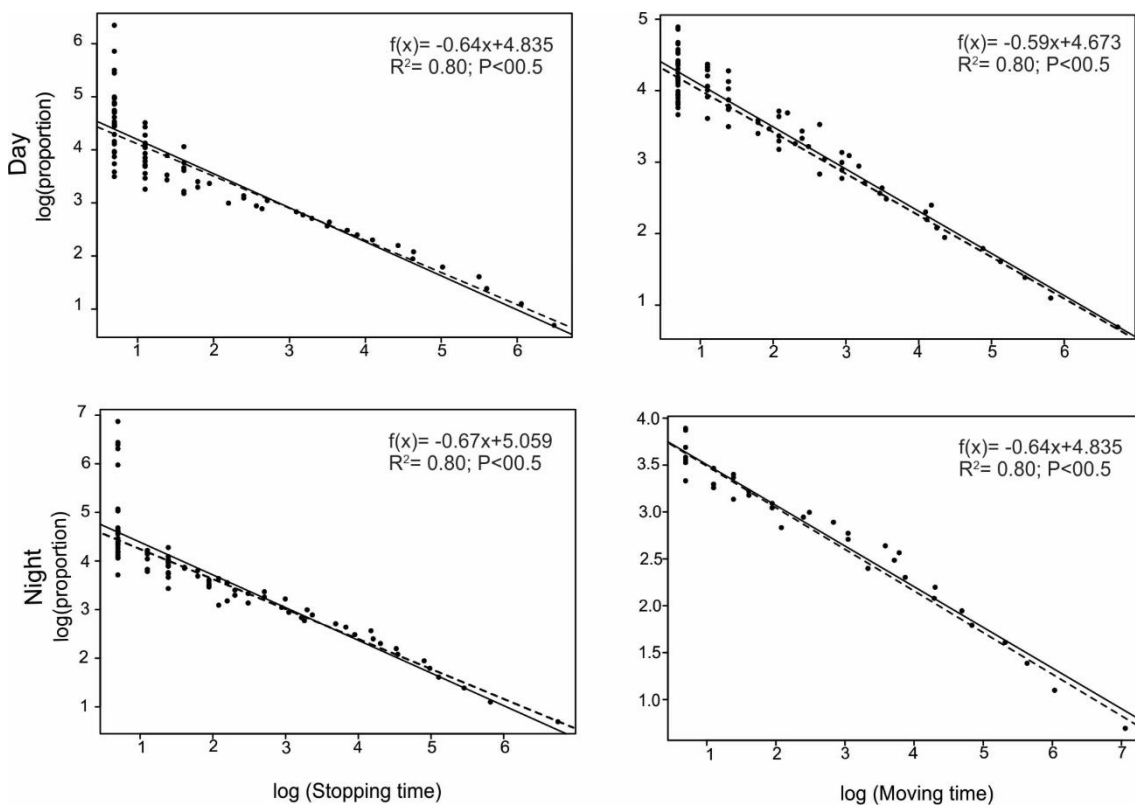 Day
log(proportion)
6
5
4
3
2
1
f(x)= -0.64x+4.835
R²= 0.80; P<00.5
1 2 3 4 5 6
5
4
3
2
1
f(x)= -0.59x+4.673
R²= 0.80; P<00.5
1 2 3 4 5 6
Night
log(proportion)
7
6
5
4
3
2
1
f(x)= -0.67x+5.059
R²= 0.80; P<00.5
1 2 3 4 5 6
log (Stopping time)
4.0
3.5
3.0
2.5
2.0
1.5
1.0
f(x)= -0.64x+4.835
R²= 0.80; P<00.5
1 2 3 4 5 6 7
log (Moving time)